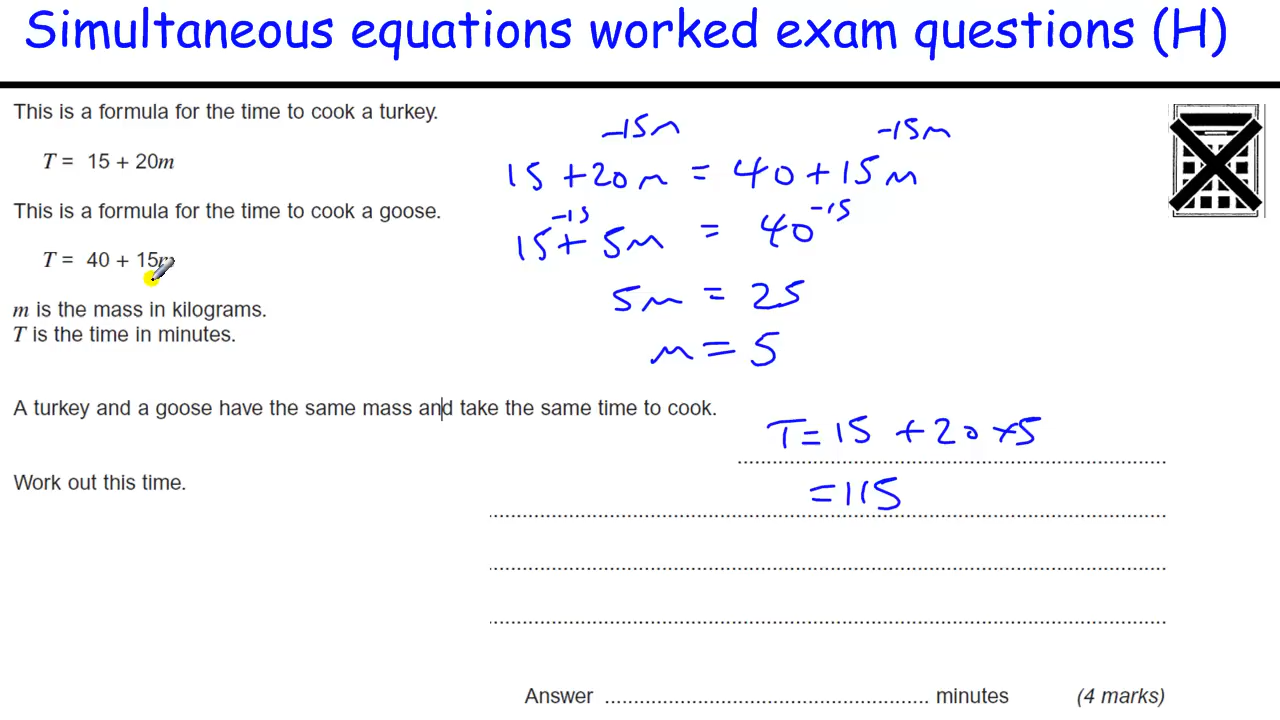 Simultaneous equations worked exam questions (H)
This is a formula for the time to cook a turkey.
T = 15 + 20m
This is a formula for the time to cook a goose.
T = 40 + 15m
m is the mass in kilograms.
T is the time in minutes.
-15m -15m
15 + 20m = 40 + 15m
-15 -15
15 + 5m = 40
5m = 25
m = 5
A turkey and a goose have the same mass and take the same time to cook.
T = 15 + 20 × 5
Work out this time.
= 115
Answer ...................................................... minutes (4 marks)